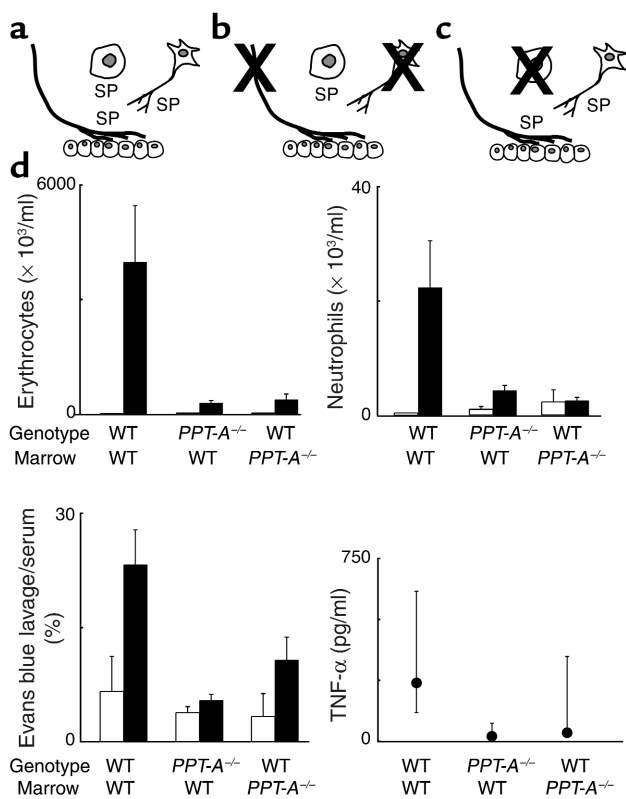 a
b
c
SP
SP
SP
SP
SP
SP
SP
d
6000
0
Erythrocytes (× 10³/ml)
Genotype WT PPT-A–/– WT
Marrow WT WT PPT-A–/–
40
0
Neutrophils (× 10³/ml)
WT PPT-A–/– WT
WT WT PPT-A–/–
30
0
Evans blue lavage/serum
(%)
Genotype WT PPT-A–/– WT
Marrow WT WT PPT-A–/–
750
0
TNF-α (pg/ml)
WT PPT-A–/– WT
WT WT PPT-A–/–